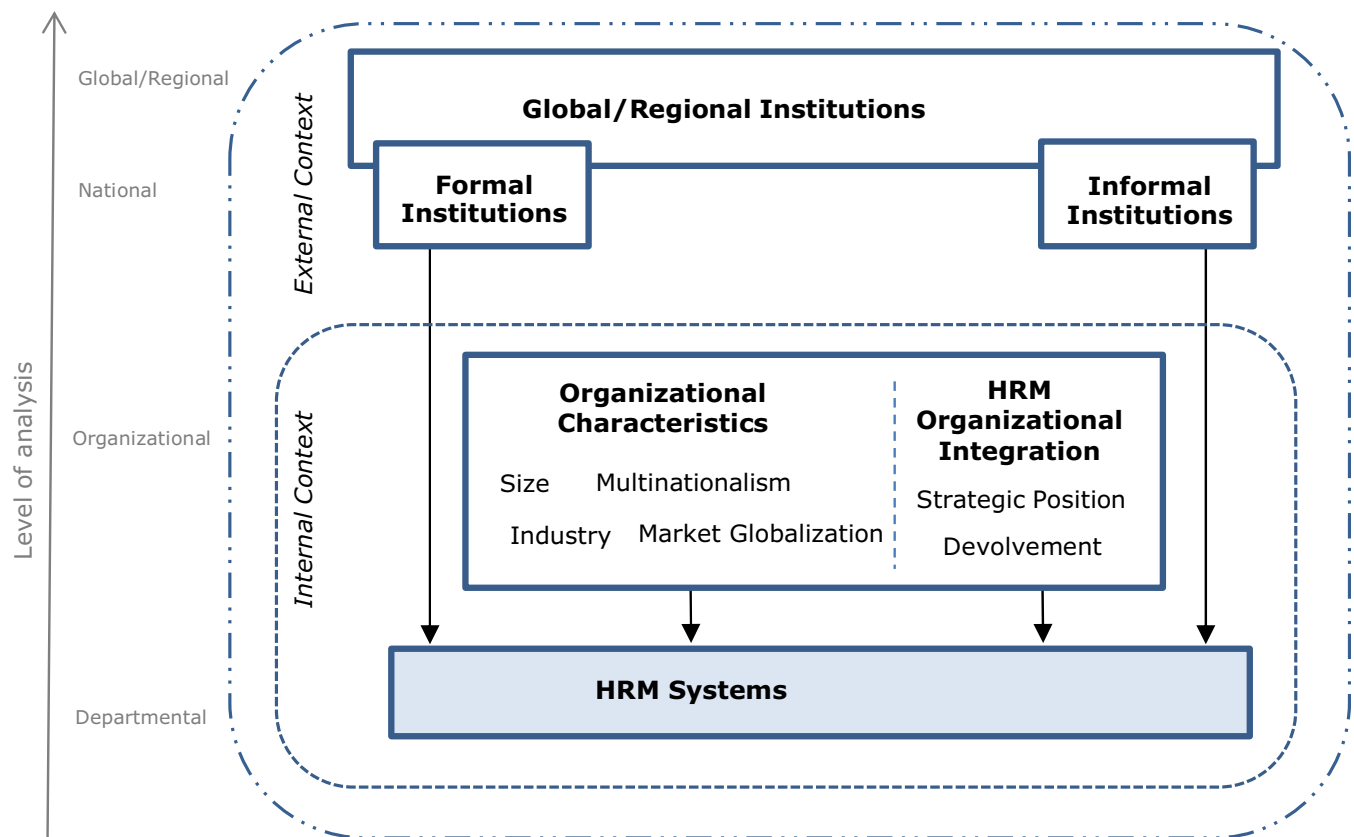 Global/Regional
National
Organizational
Departmental
Level of analysis
External Context
Internal Context
Global/Regional Institutions
Formal
Institutions
Informal
Institutions
Organizational
Characteristics
Size
Multinationalism
Industry
Market Globalization
HRM
Organizational
Integration
Strategic Position
Devolvement
HRM Systems